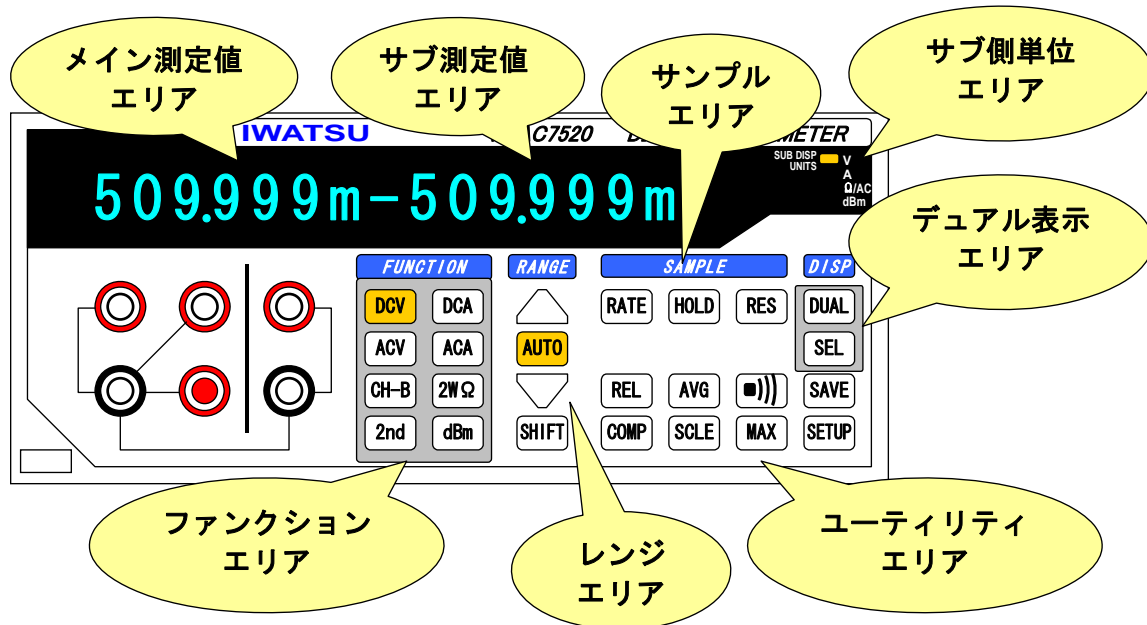 メイン測定値
エリア
サブ測定値
エリア
サンプル
エリア
サブ側単位
エリア
IWATSU
C7520
METER
509.999m-509.999m
SUB DISP
UNITS
V
A
Ω/AC
dBm
デュアル表示
エリア
FUNCTION
RANGE
SAMPLE
DISP
DCV
DCA
RATE
HOLD
RES
DUAL
ACV
ACA
AUTO
SEL
CH-B
2WΩ
REL
AVG
SAVE
2nd
dBm
SHIFT
COMP
SCLE
MAX
SETUP
ファンクション
エリア
レンジ
エリア
ユーティリティ
エリア